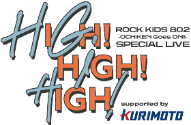 ROCK KIDS 802
-OCHIKEN Goes ON!!-
SPECIAL LIVE
HIGH!
HIGH!
HIGH!
supported by
KURIMOTO